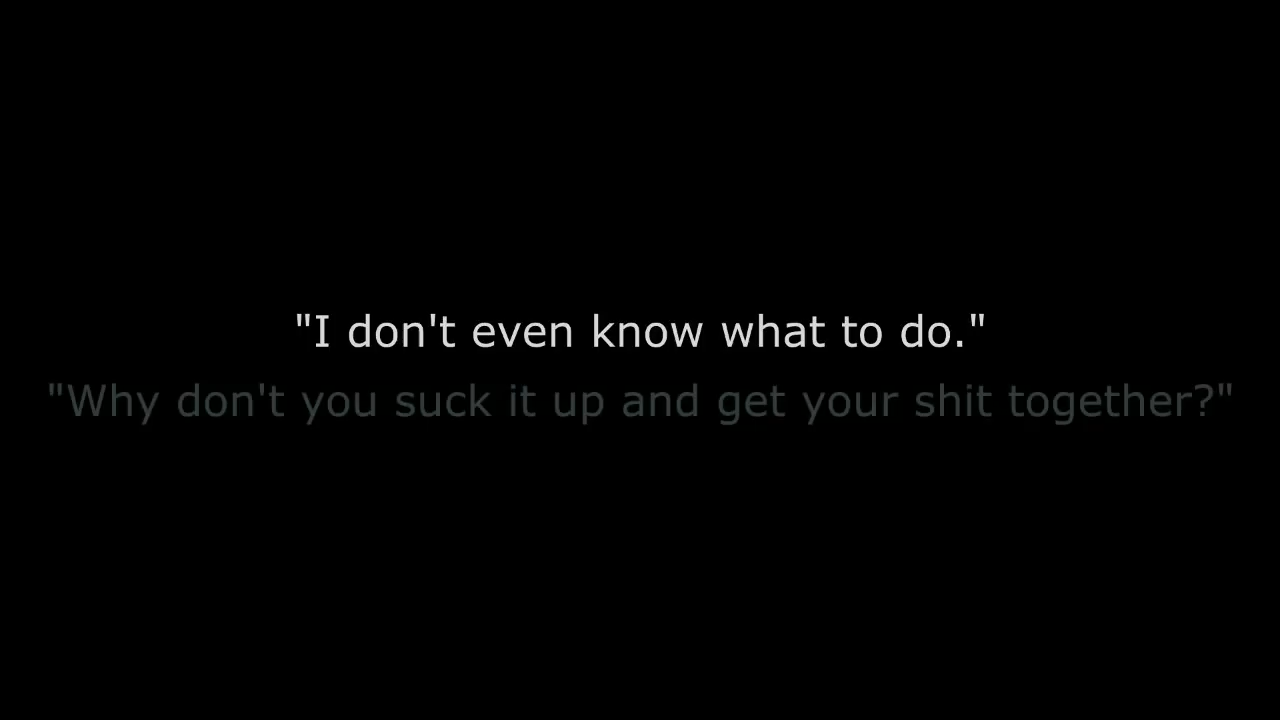 "I don't even know what to do."
"Why don't you suck it up and get your shit together?"